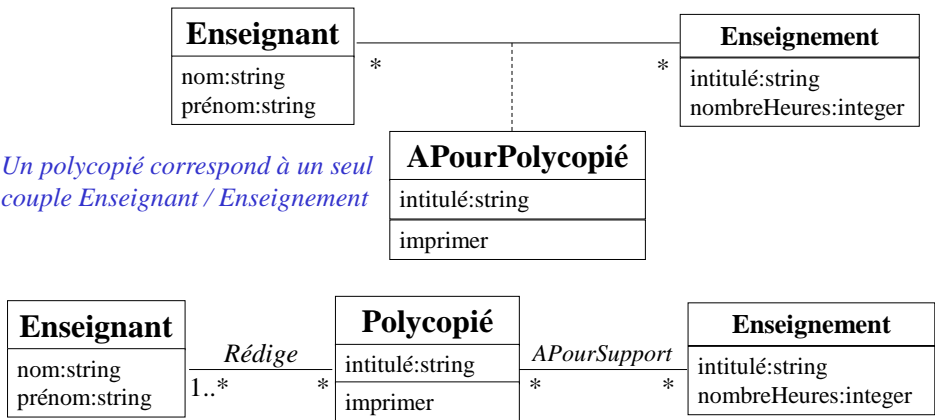 Enseignant
nom:string
prénom:string
*
*
Enseignement
intitulé:string
nombreHeures:integer
Un polycopié correspond à un seul
couple Enseignant / Enseignement
APourPolycopié
intitulé:string
imprimer
Enseignant
nom:string
prénom:string
Rédige
1..*
*
Polycopié
intitulé:string
imprimer
APourSupport
*
*
Enseignement
intitulé:string
nombreHeures:integer